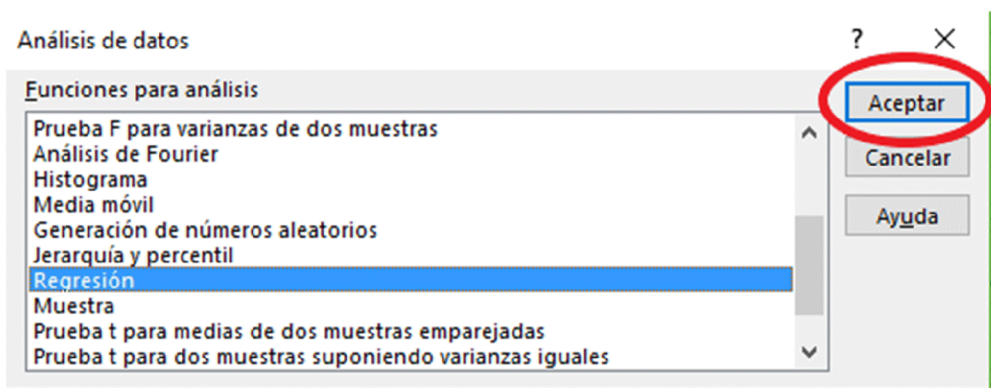 Análisis de datos
?
Funciones para análisis
Prueba F para varianzas de dos muestras
Análisis de Fourier
Histograma
Media móvil
Generación de números aleatorios
Jerarquía y percentil
Regresión
Muestra
Prueba t para medias de dos muestras emparejadas
Prueba t para dos muestras suponiendo varianzas iguales
Aceptar
Cancelar
Ayuda